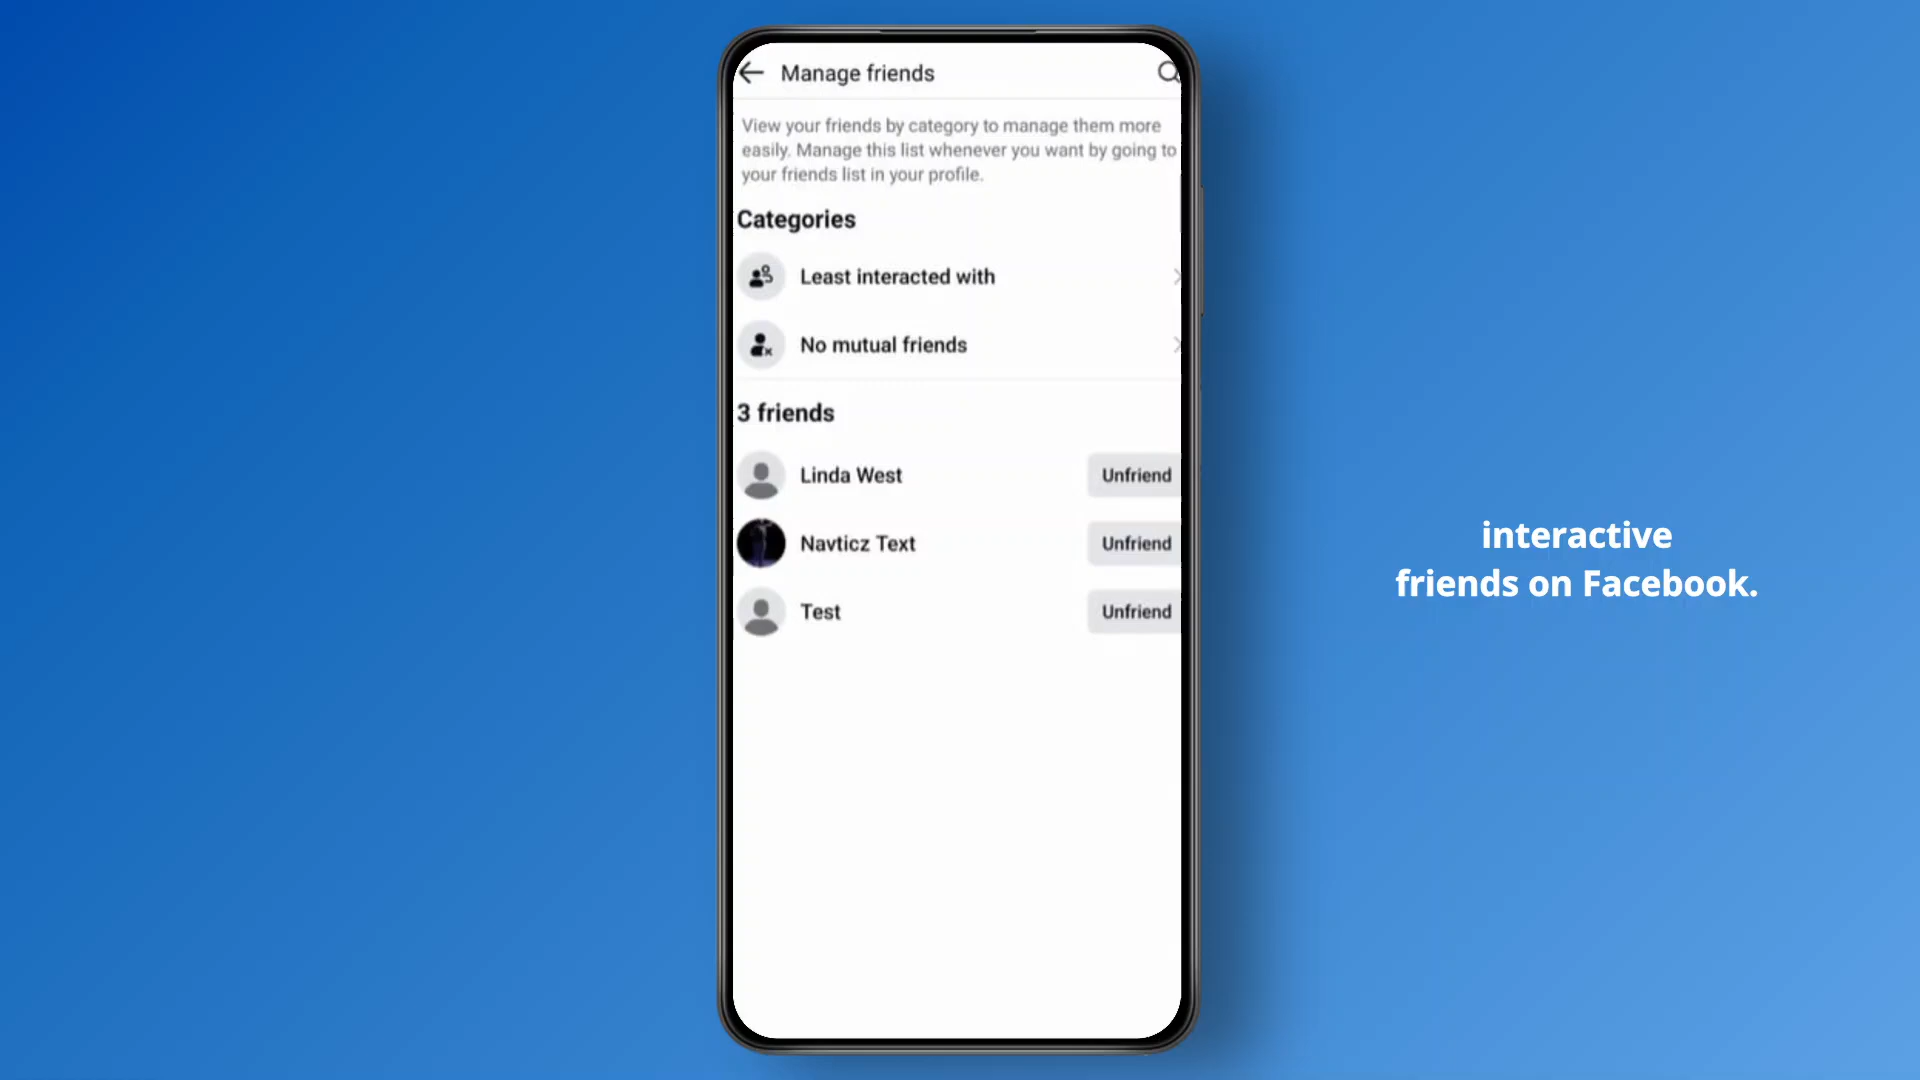 Manage friends
View your friends by category to manage them more
easily. Manage this list whenever you want by going to
your friends list in your profile.
Categories
Least interacted with
No mutual friends
3 friends
Linda West
Unfriend
Navticz Text
Unfriend
Test
Unfriend
interactive
friends on Facebook.